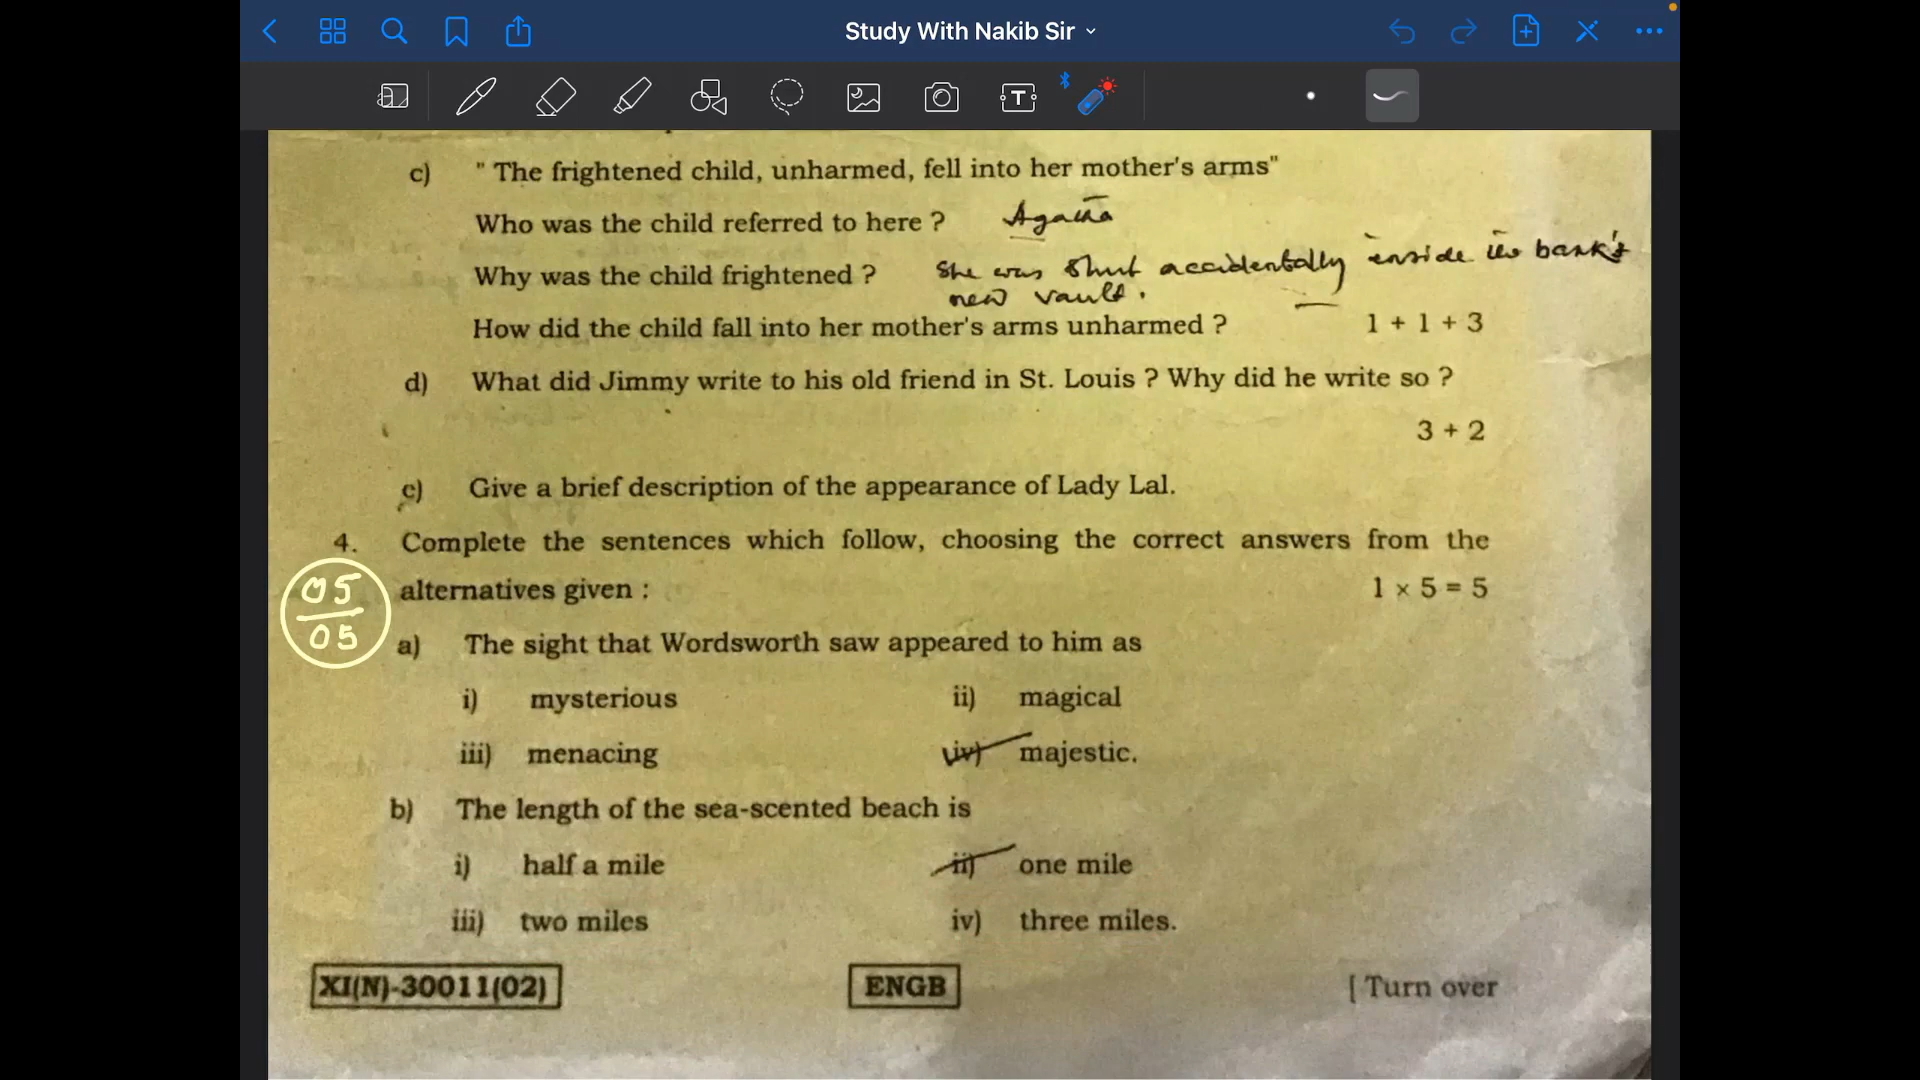 Study With Nakib Sir
T
c) " The frightened child, unharmed, fell into her mother's arms"
Who was the child referred to here ? Agatha
Why was the child frightened ? She was shut accidentally inside the bank's
new vault.
How did the child fall into her mother's arms unharmed ? 1 + 1 + 3
d) What did Jimmy write to his old friend in St. Louis ? Why did he write so ?
3 + 2
e) Give a brief description of the appearance of Lady Lal.
4. Complete the sentences which follow, choosing the correct answers from the
alternatives given : 1 × 5 = 5
05
05
a) The sight that Wordsworth saw appeared to him as
i) mysterious ii) magical
iii) menacing iv) majestic.
b) The length of the sea-scented beach is
i) half a mile ii) one mile
iii) two miles iv) three miles.
XI(N)-30011(02) ENGB [ Turn over